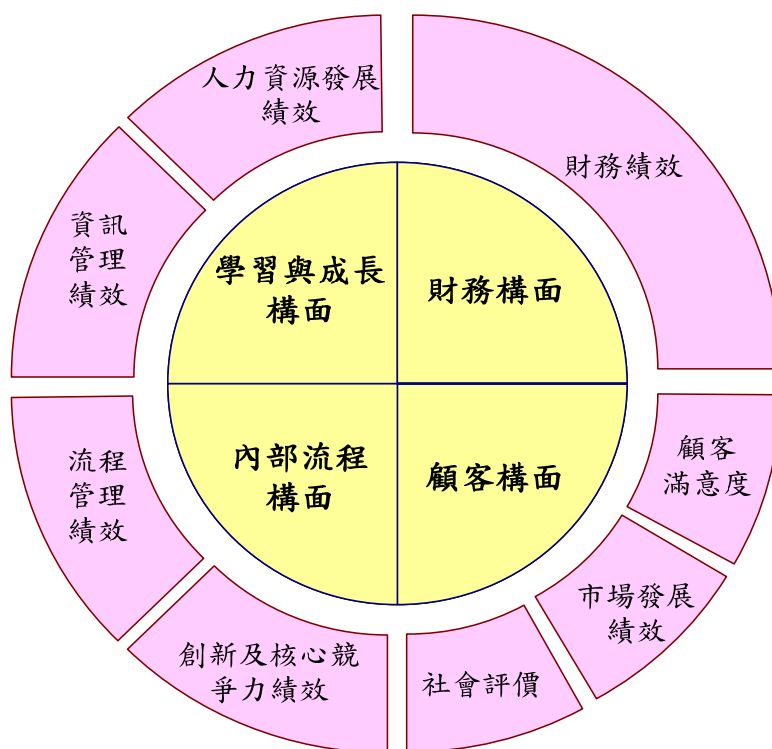 人力資源發展
績效
財務績效
資訊
管理
績效
學習與成長
構面
財務構面
內部流程
構面
顧客構面
流程
管理
績效
顧客
滿意度
市場發展
績效
創新及核心競
爭力績效
社會評價